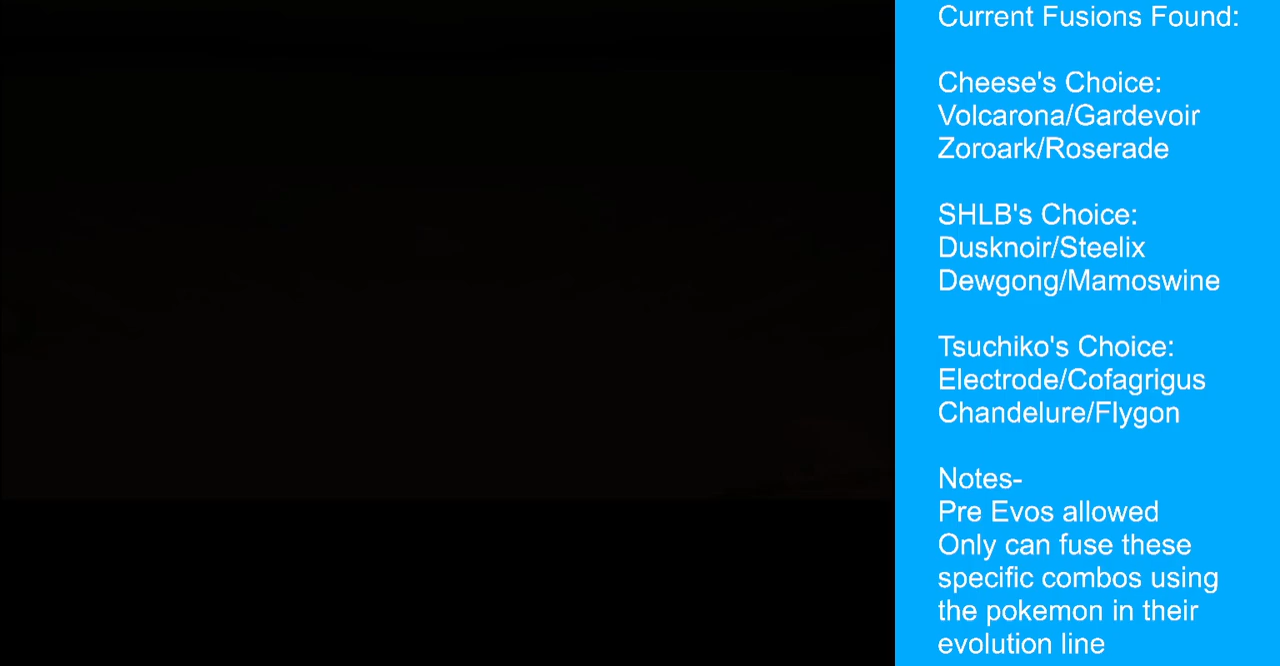 Current Fusions Found:
Cheese's Choice:
Volcarona/Gardevoir
Zoroark/Roserade
SHLB's Choice:
Dusknoir/Steelix
Dewgong/Mamoswine
Tsuchiko's Choice:
Electrode/Cofagrigus
Chandelure/Flygon
Notes-
Pre Evos allowed
Only can fuse these
specific combos using
the pokemon in their
evolution line